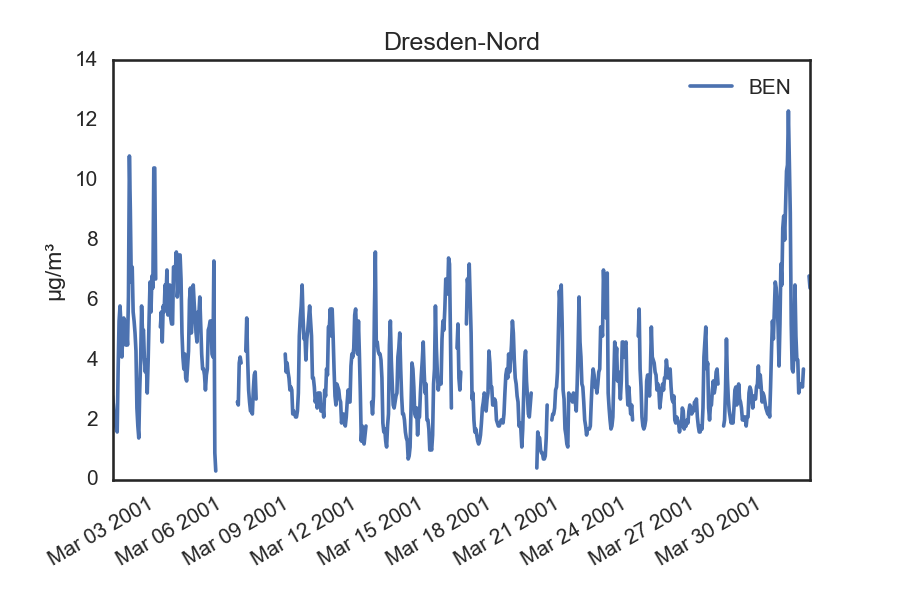 Dresden-Nord
14
12
10
8
6
4
2
0
µg/m³
BEN
Mar 03 2001
Mar 06 2001
Mar 09 2001
Mar 12 2001
Mar 15 2001
Mar 18 2001
Mar 21 2001
Mar 24 2001
Mar 27 2001
Mar 30 2001